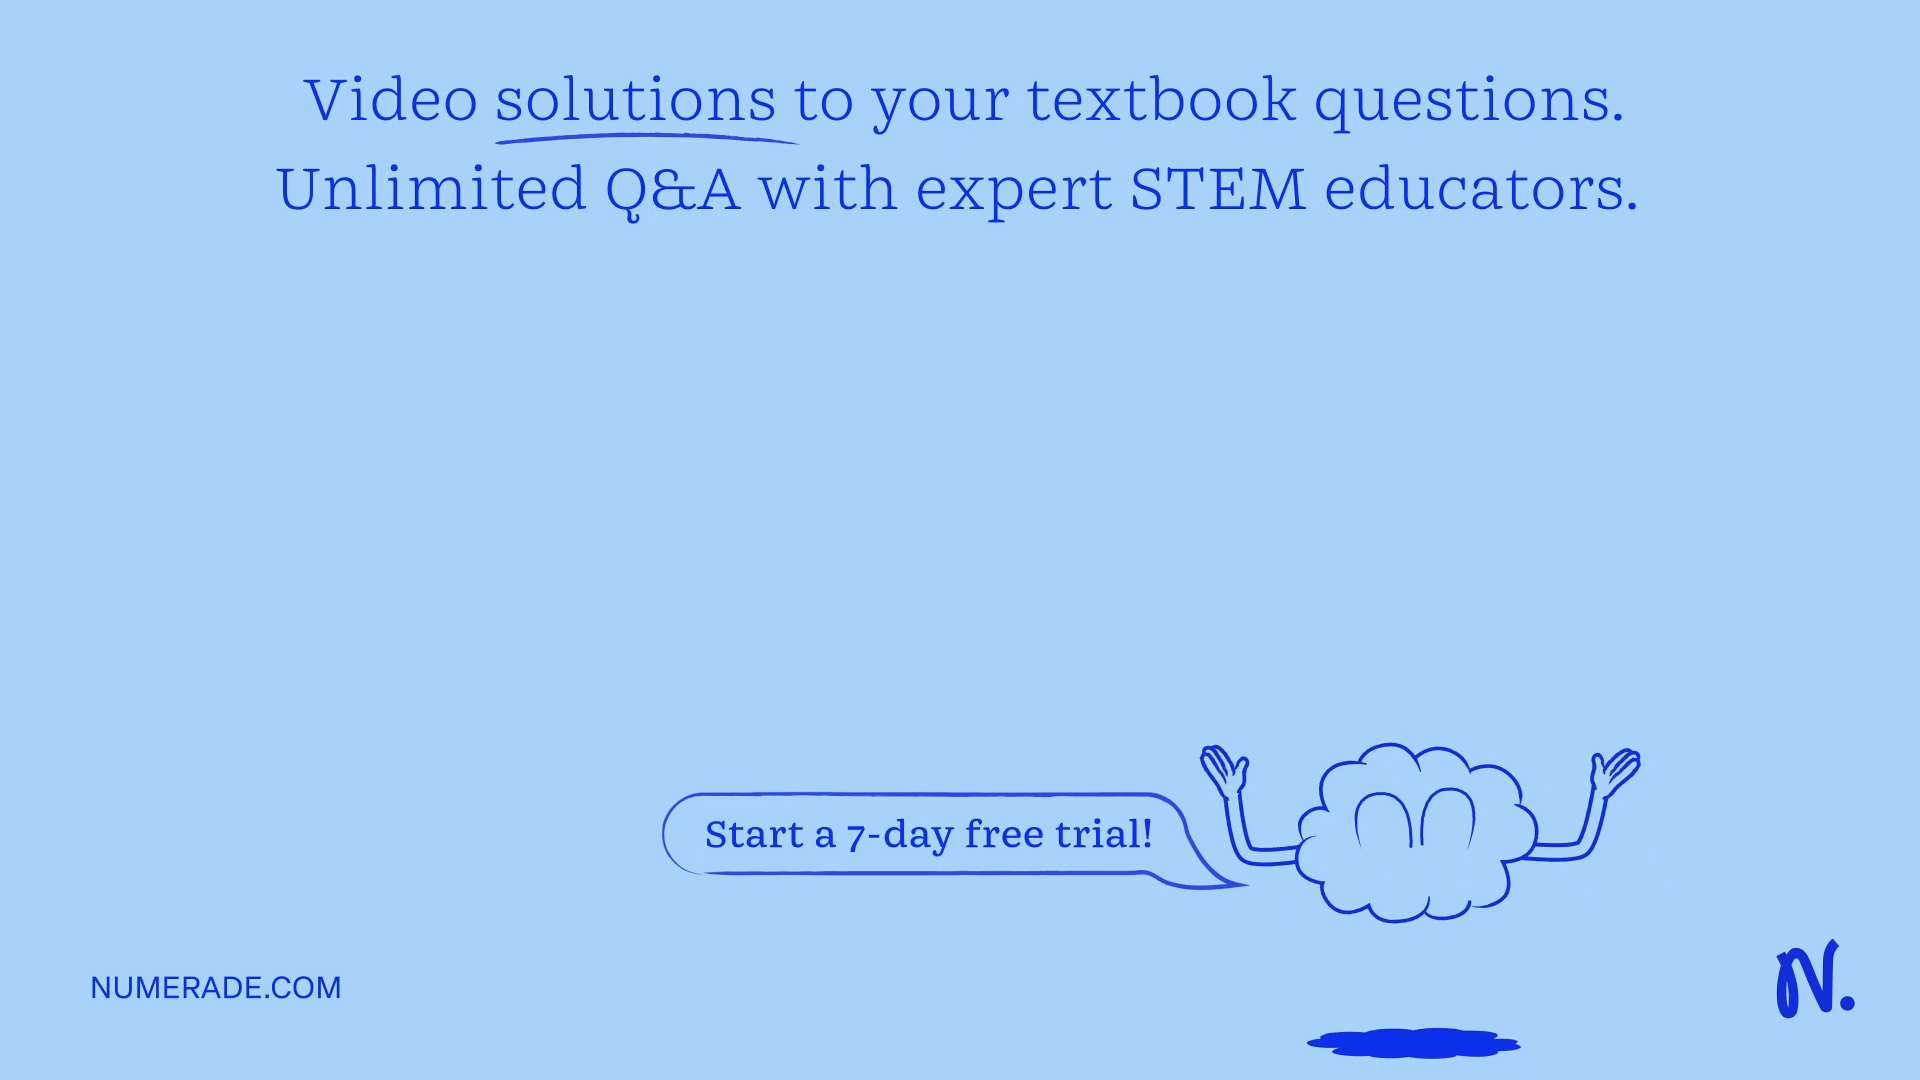 Video solutions to your textbook questions.
Unlimited Q&A with expert STEM educators.
Start a 7-day free trial!
NUMERADE.COM
N.